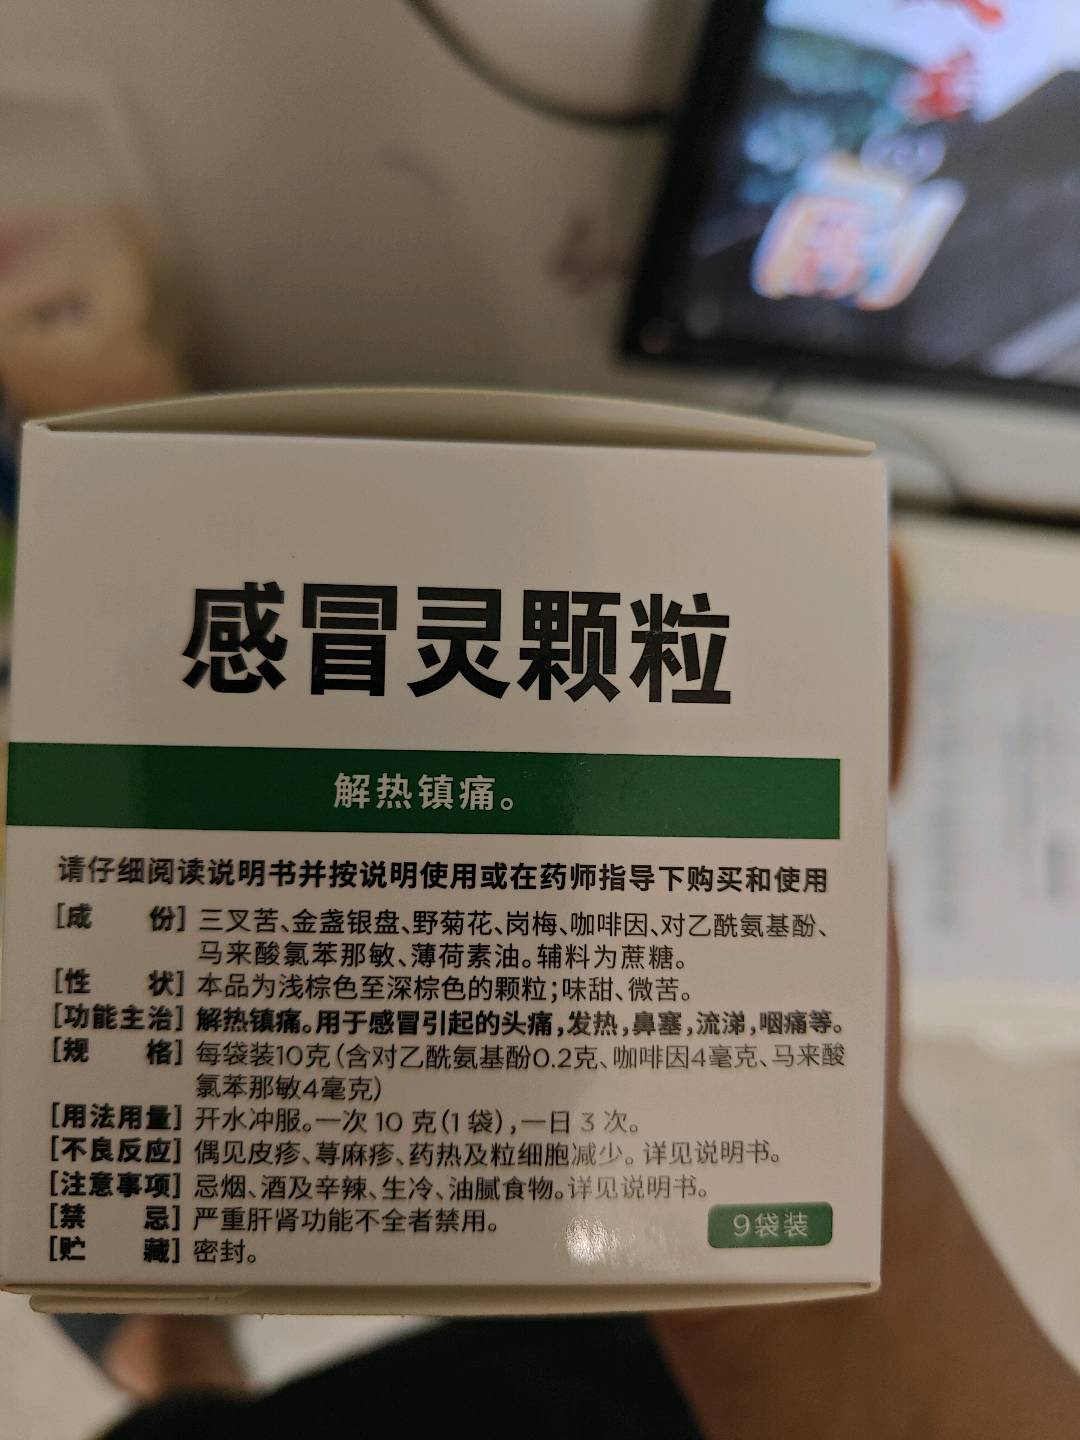 感冒灵颗粒
解热镇痛。
请仔细阅读说明书并按说明使用或在药师指导下购买和使用
[成 份] 三叉苦、金盏银盘、野菊花、岗梅、咖啡因、对乙酰氨基酚、
马来酸氯苯那敏、薄荷素油。辅料为蔗糖。
[性 状] 本品为浅棕色至深棕色的颗粒;味甜、微苦。
[功能主治] 解热镇痛。用于感冒引起的头痛,发热,鼻塞,流涕,咽痛等。
[规 格] 每袋装10克(含对乙酰氨基酚0.2克、咖啡因4毫克、马来酸
氯苯那敏4毫克)
[用法用量] 开水冲服。一次 10 克(1 袋),一日 3 次。
[不良反应] 偶见皮疹、荨麻疹、药热及粒细胞减少。详见说明书。
[注意事项] 忌烟、酒及辛辣、生冷、油腻食物。详见说明书。
[禁 忌] 严重肝肾功能不全者禁用。
[贮 藏] 密封。
9袋装